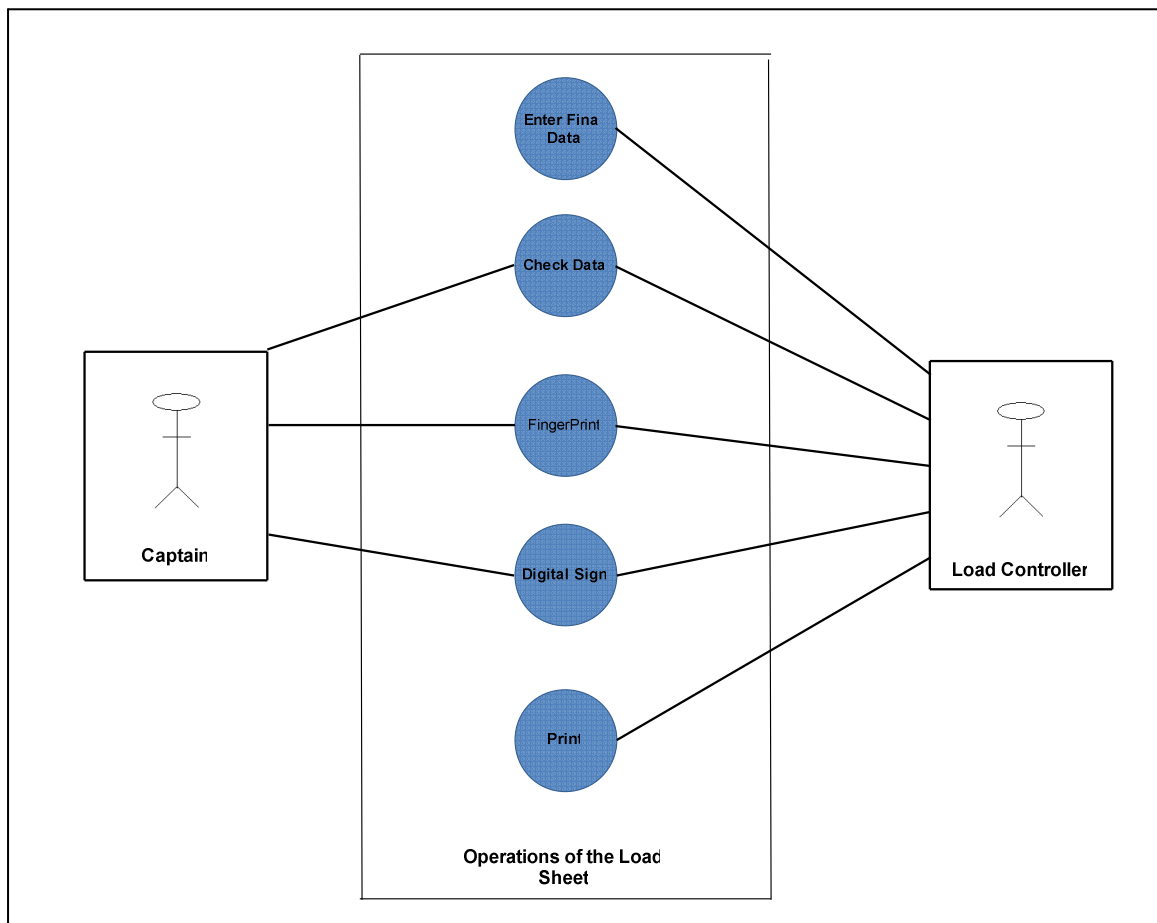 Enter Fina
Data
Check Data
FingerPrint
Digital Sign
Print
Captain
Load Controller
Operations of the Load
Sheet